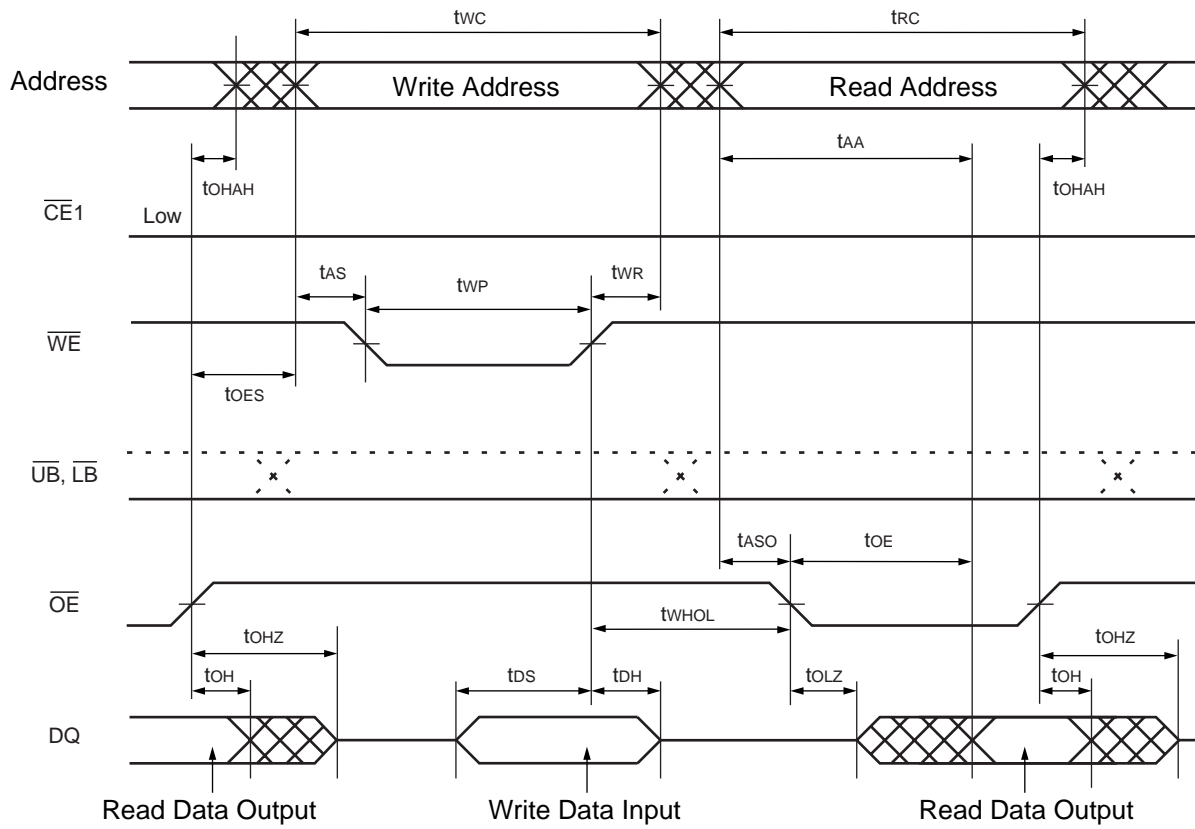 tWC tRC
Address Write Address Read Address
tAA
tOHAH tOHAH
CE1 Low
tAS tWP tWR
WE
tOES
UB, LB
tASO tOE
OE
tWHOL
tOHZ tOHZ
tOH tDS tDH tOLZ tOH
DQ
Read Data Output Write Data Input Read Data Output